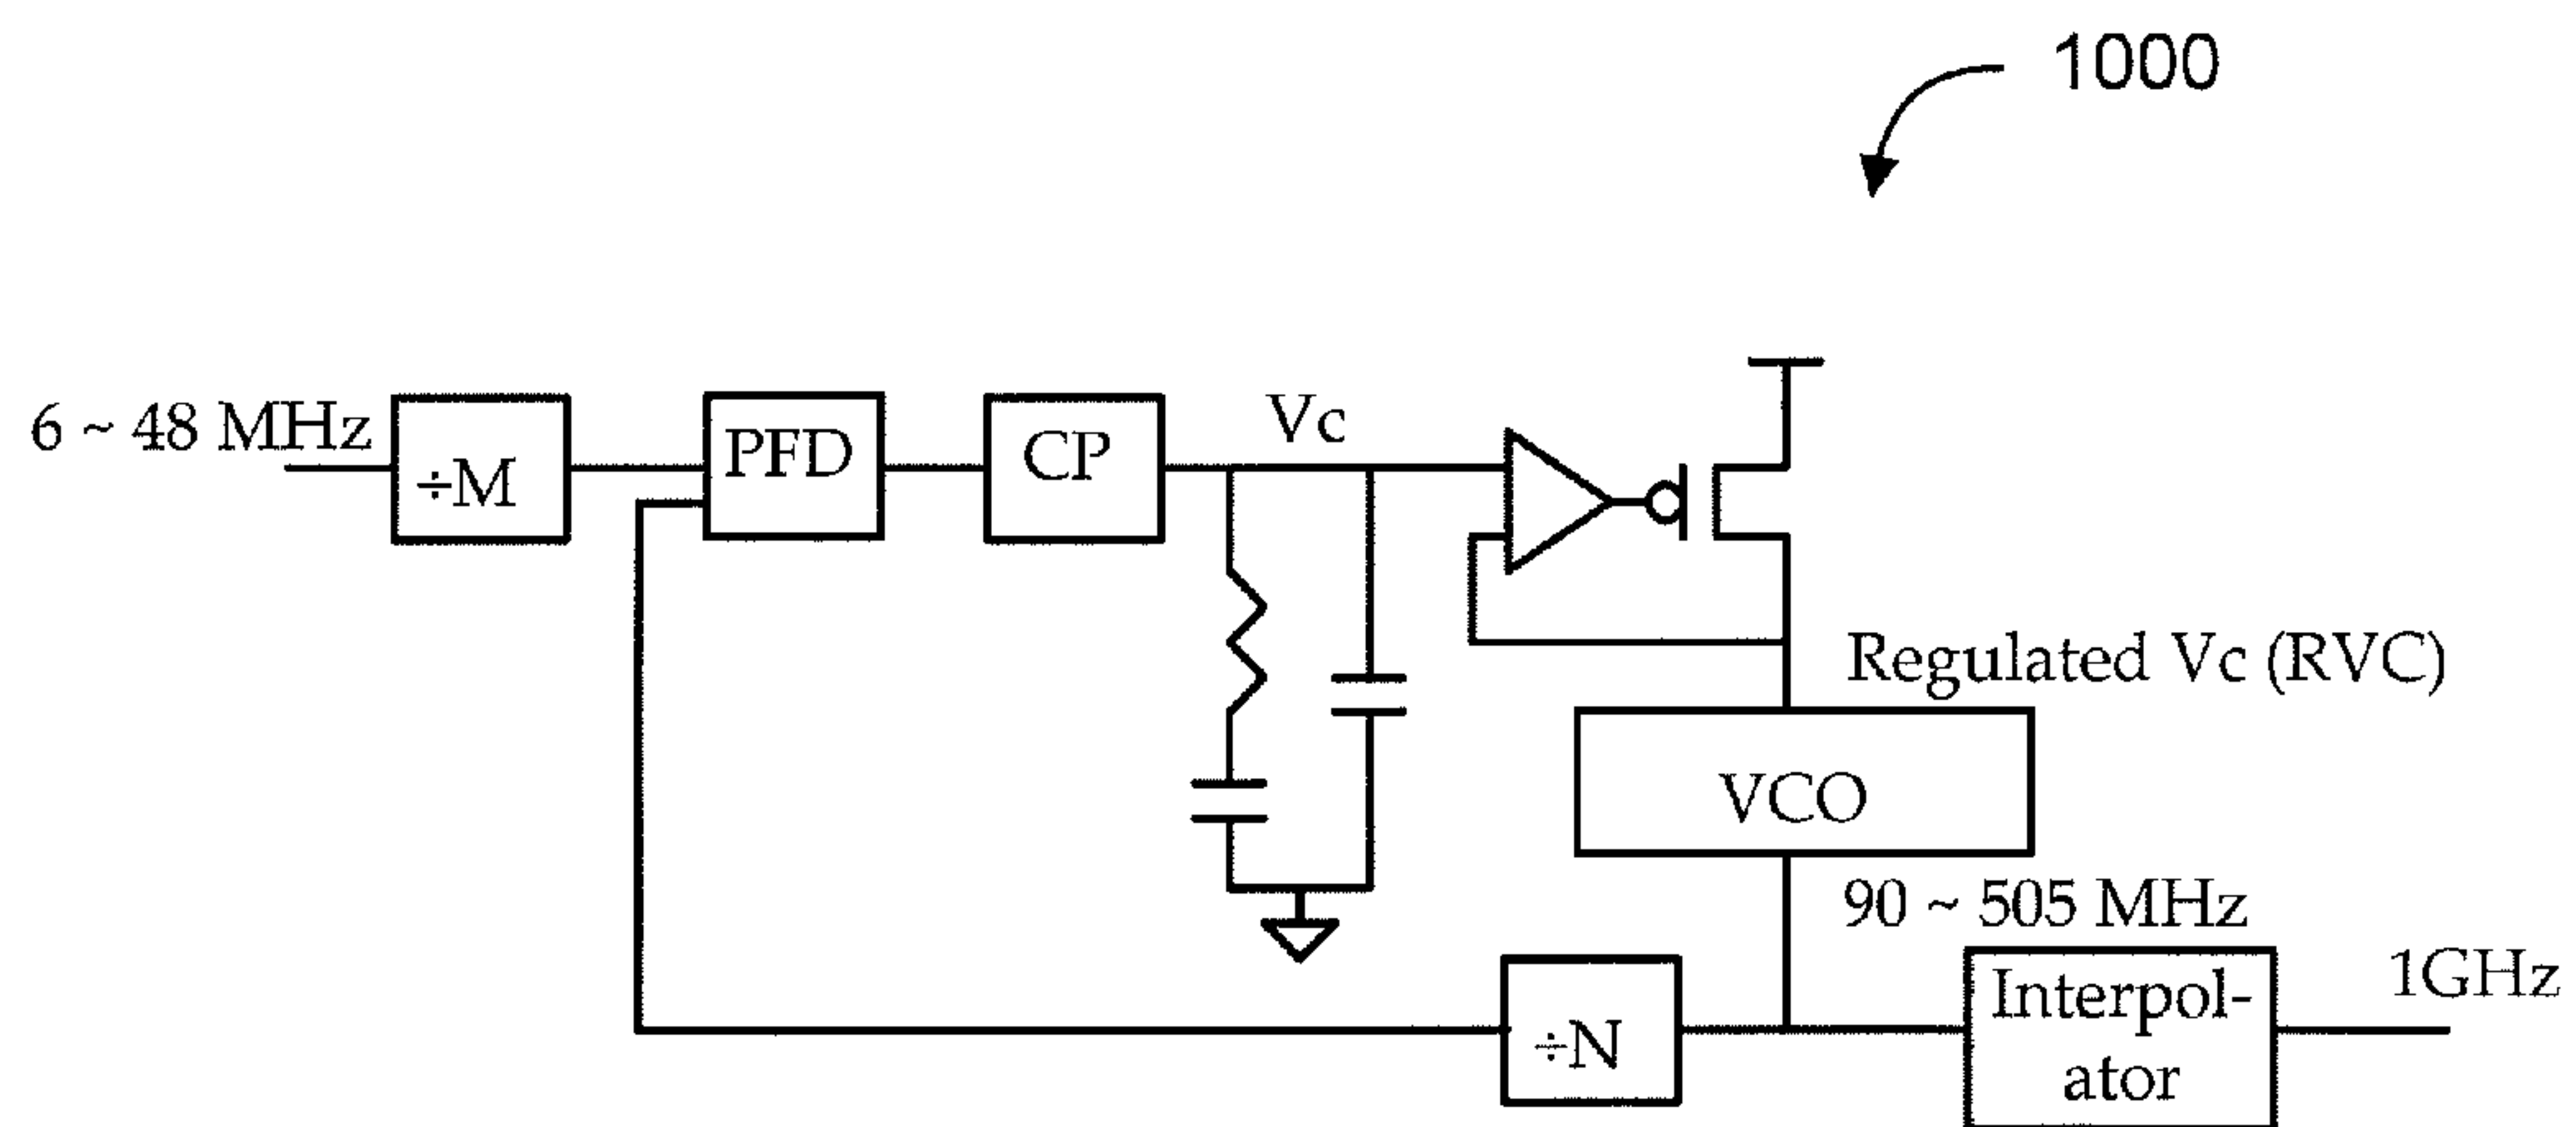 1000
6 ~ 48 MHz
÷M
PFD
CP
Vc
Regulated Vc (RVC)
VCO
90 ~ 505 MHz
÷N
Interpol-
ator
1GHz